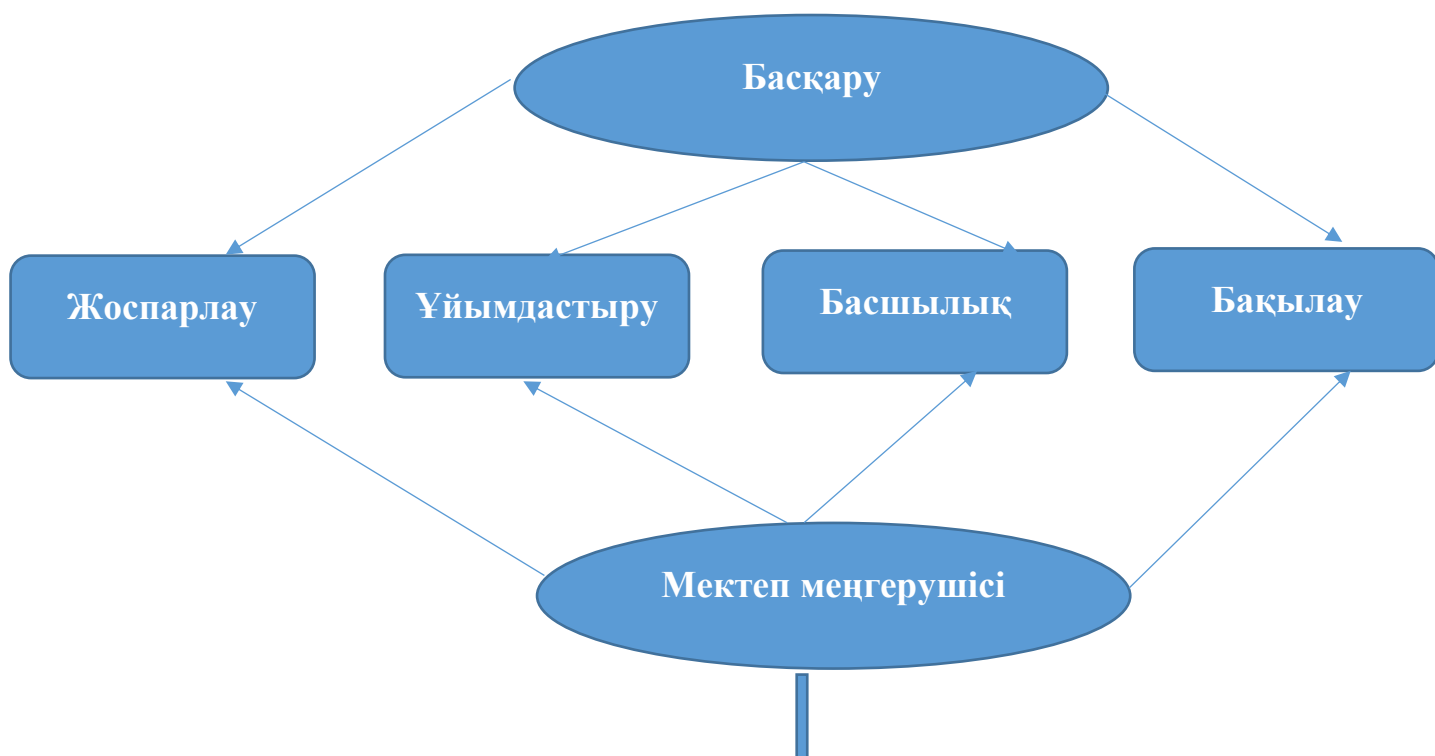 Басқару
Жоспарлау
Ұйымдастыру
Басшылық
Бақылау
Мектеп меңгерушісі